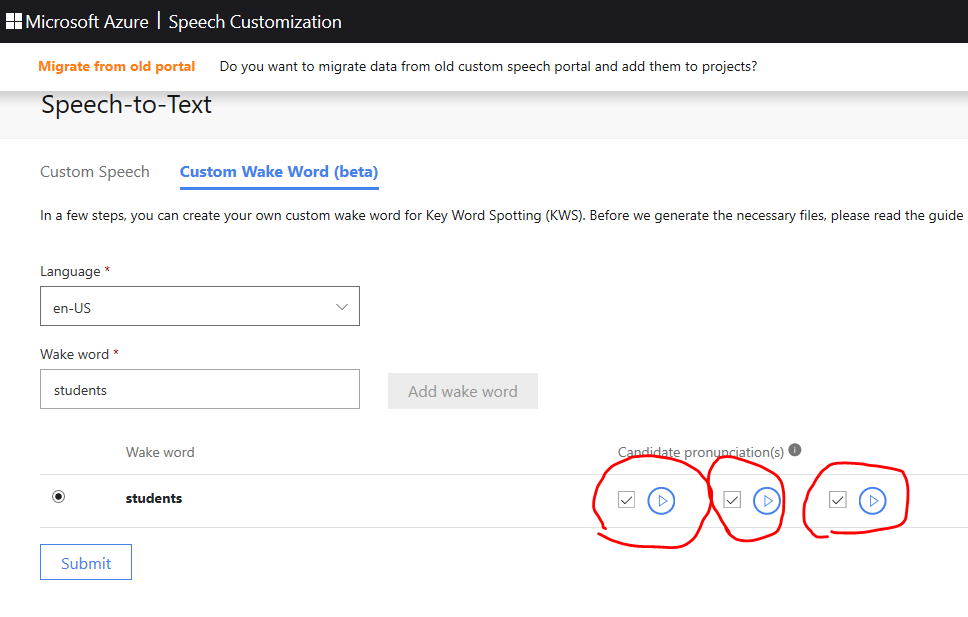 Microsoft Azure | Speech Customization
Migrate from old portal Do you want to migrate data from old custom speech portal and add them to projects?
Speech-to-Text
Custom Speech Custom Wake Word (beta)
In a few steps, you can create your own custom wake word for Key Word Spotting (KWS). Before we generate the necessary files, please read the guide
Language *
en-US
Wake word *
students Add wake word
Wake word Candidate pronunciation(s)
students
Submit